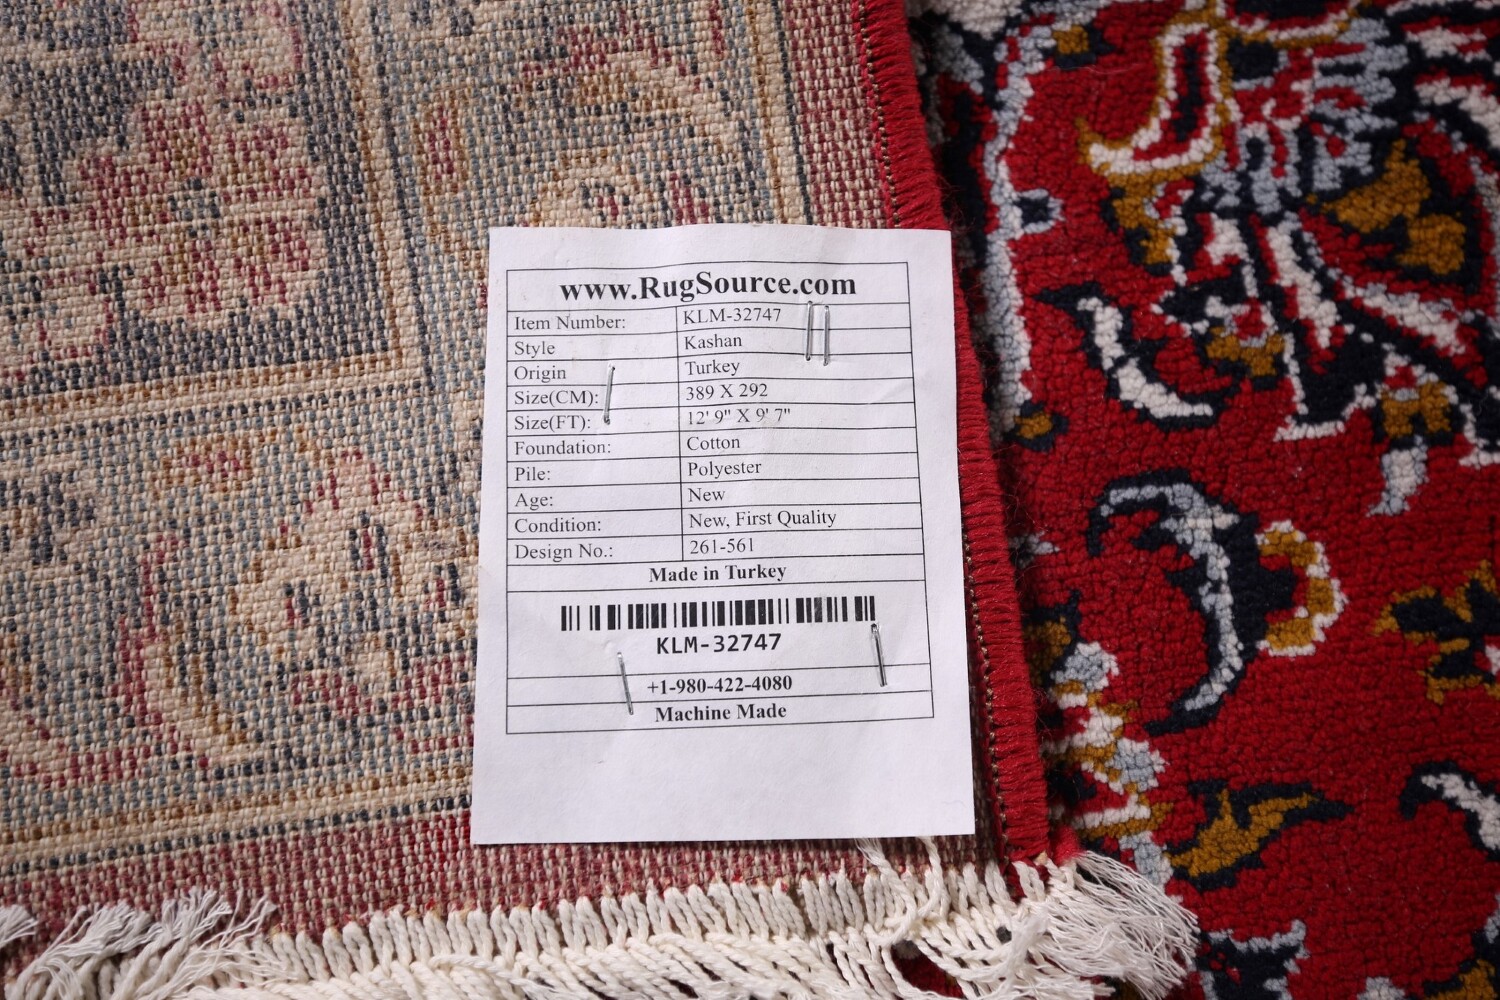 www.RugSource.com
Item Number: KLM-32747
Style Kashan
Origin Turkey
Size(CM): 389 X 292
Size(FT): 12' 9" X 9' 7"
Foundation: Cotton
Pile: Polyester
Age: New
Condition: New, First Quality
Design No.: 261-561
Made in Turkey
KLM-32747
+1-980-422-4080
Machine Made